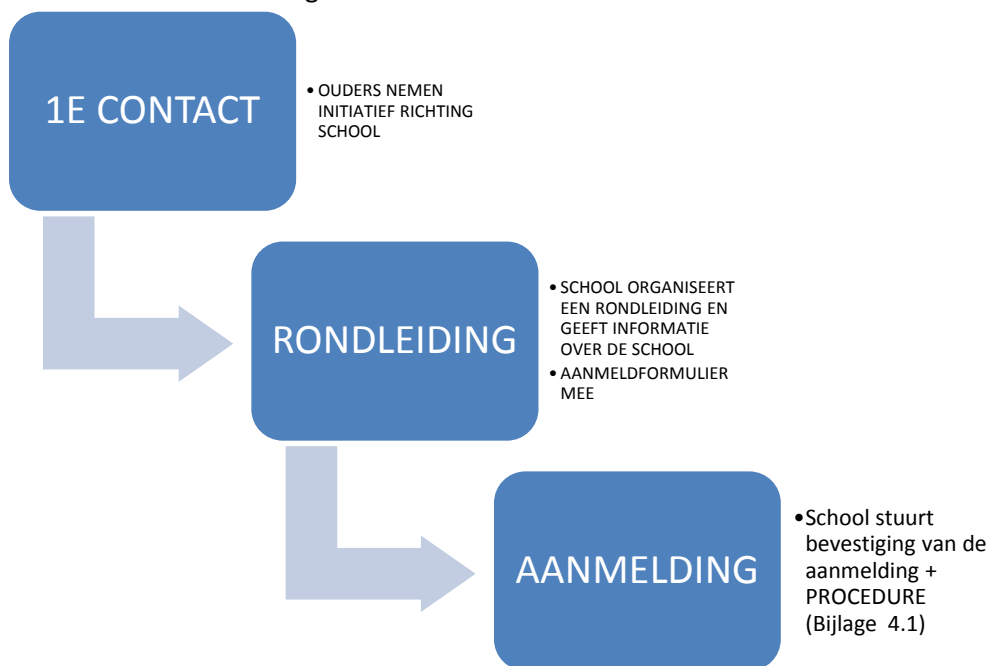 1E CONTACT
• OUDERS NEMEN
INITIATIEF RICHTING
SCHOOL
RONDLEIDING
• SCHOOL ORGANISEERT
EEN RONDLEIDING EN
GEEFT INFORMATIE
OVER DE SCHOOL
• AANMELDFORMULIER
MEE
AANMELDING
•School stuurt
bevestiging van de
aanmelding +
PROCEDURE
(Bijlage 4.1)